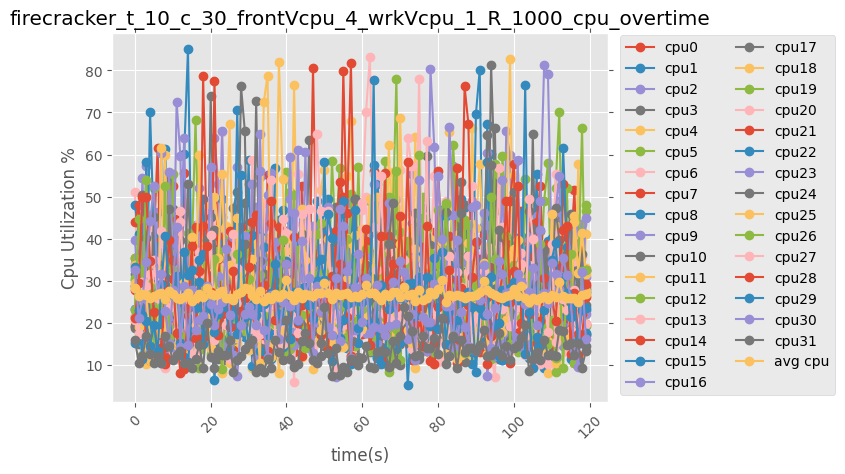 firecracker_t_10_c_30_frontVcpu_4_wrkVcpu_1_R_1000_cpu_overtime
Cpu Utilization %
80
70
60
50
40
30
20
10
0
20
40
60
80
100
120
time(s)
cpu0
cpu1
cpu2
cpu3
cpu4
cpu5
cpu6
cpu7
cpu8
cpu9
cpu10
cpu11
cpu12
cpu13
cpu14
cpu15
cpu16
cpu17
cpu18
cpu19
cpu20
cpu21
cpu22
cpu23
cpu24
cpu25
cpu26
cpu27
cpu28
cpu29
cpu30
cpu31
avg cpu